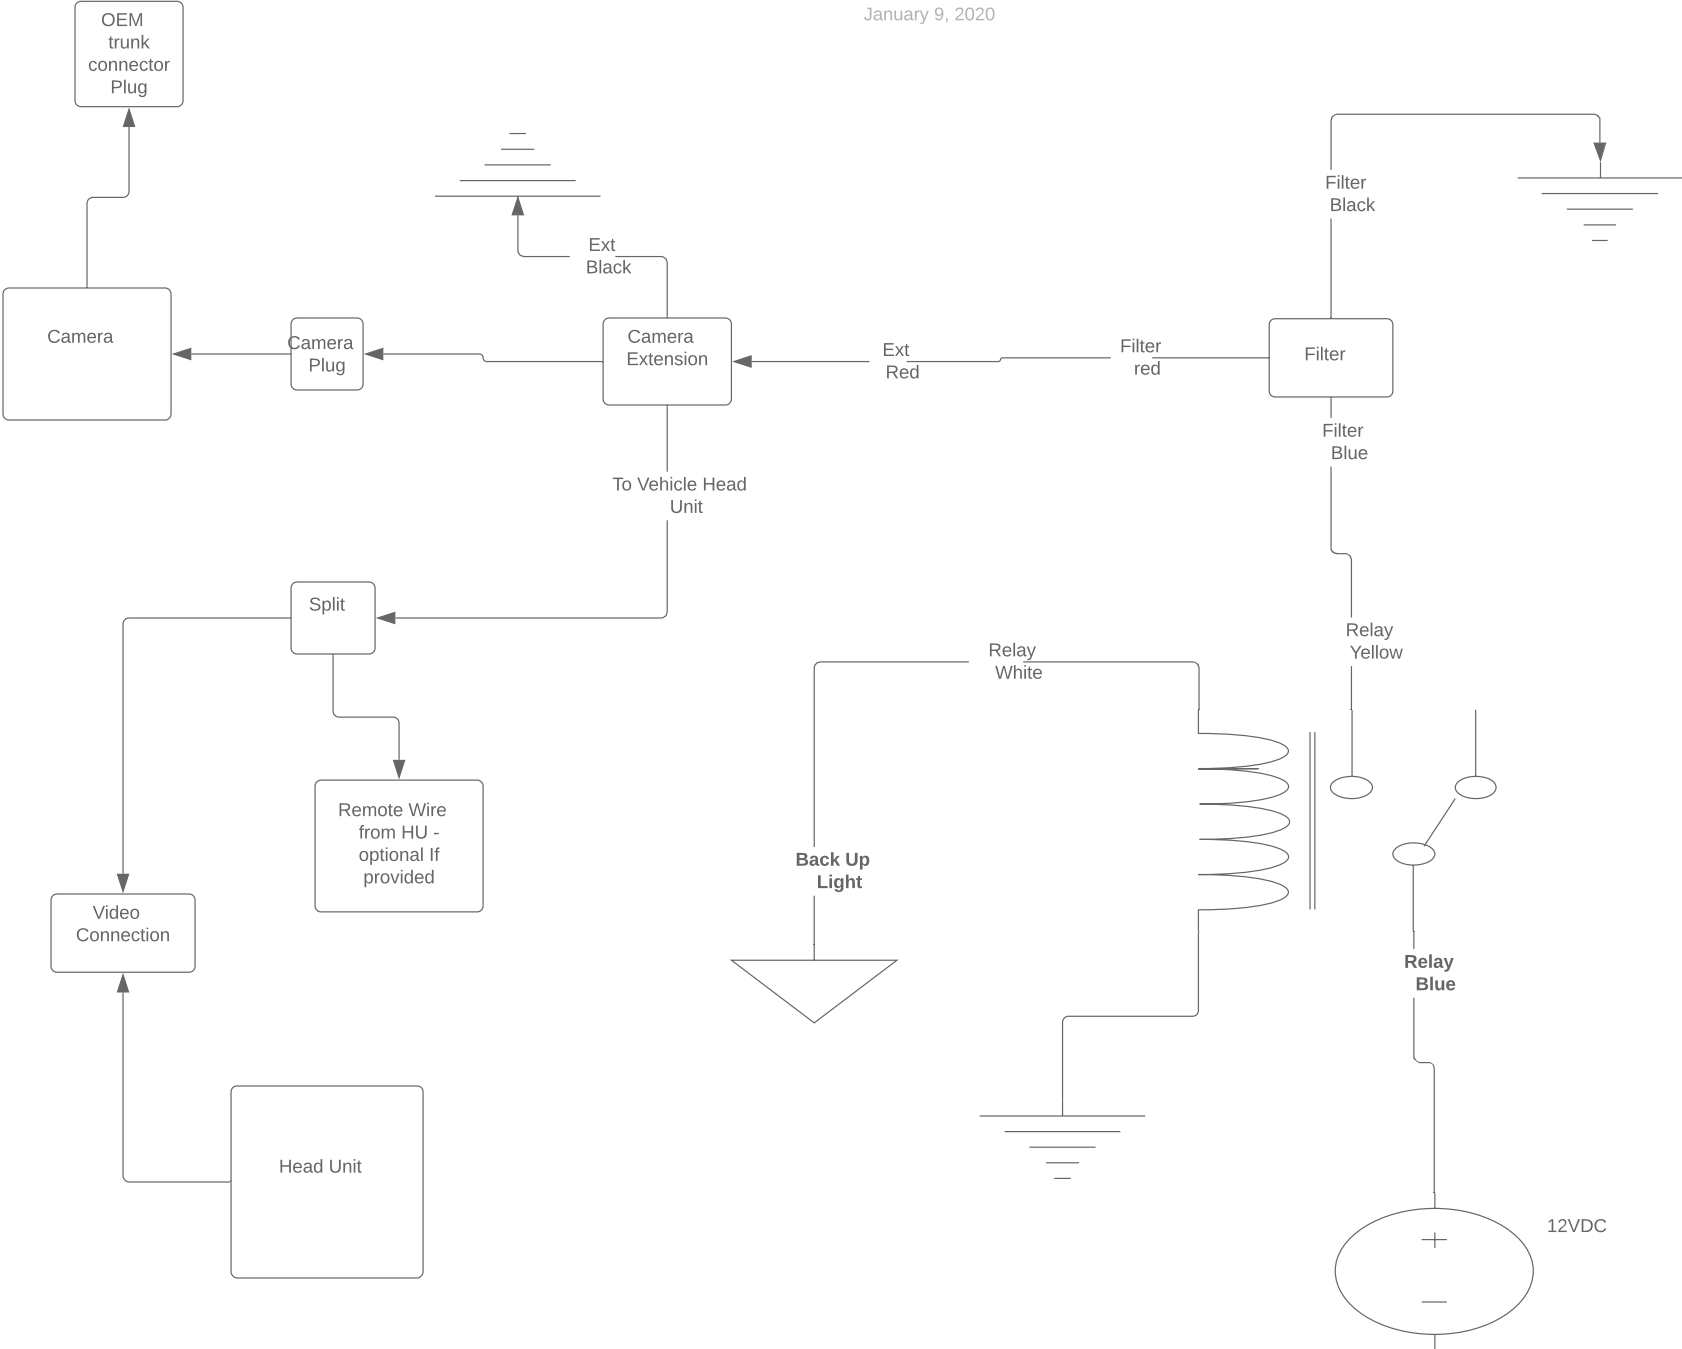 January 9, 2020
OEM
trunk
connector
Plug
Filter
Black
Ext
Black
Camera
Camera
Plug
Camera
Extension
Ext
Red
Filter
red
Filter
Filter
Blue
To Vehicle Head
Unit
Split
Relay
Yellow
Relay
White
Remote Wire
from HU -
optional If
provided
Back Up
Light
Video
Connection
Relay
Blue
Head Unit
12VDC